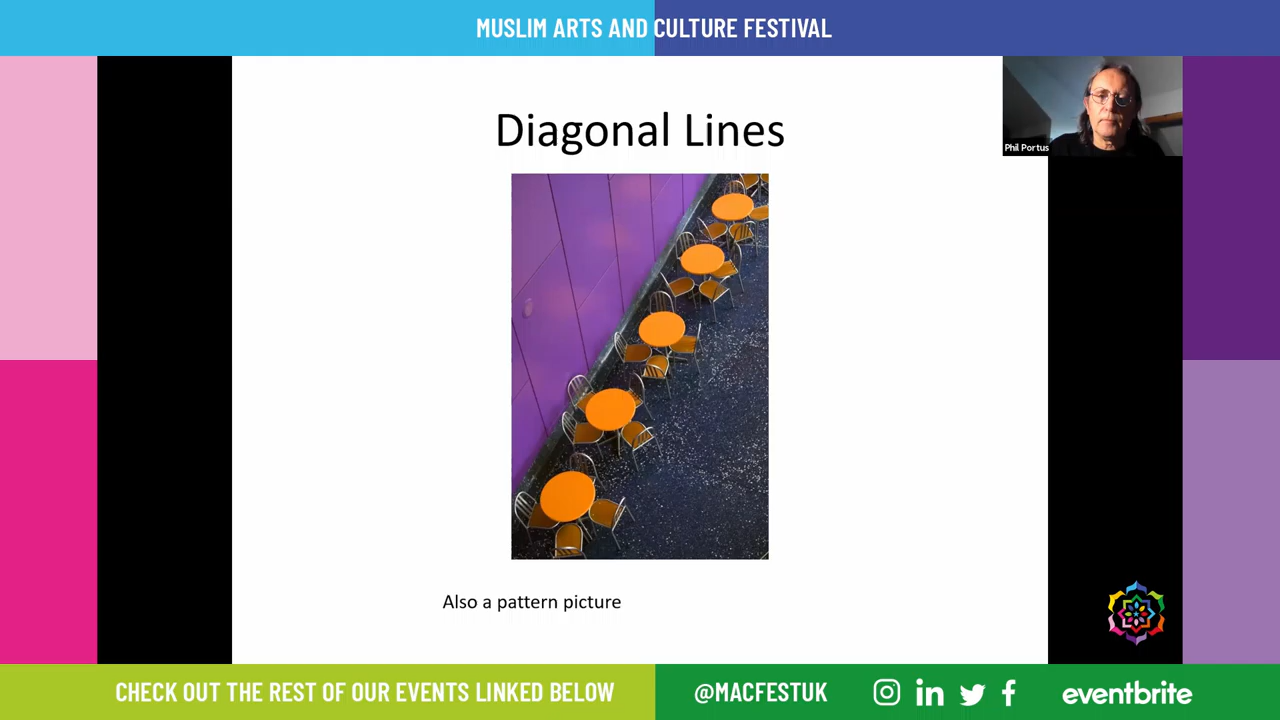 MUSLIM ARTS AND CULTURE FESTIVAL
Diagonal Lines
Phil Portus
Also a pattern picture
CHECK OUT THE REST OF OUR EVENTS LINKED BELOW
@MACFESTUK
in
eventbrite